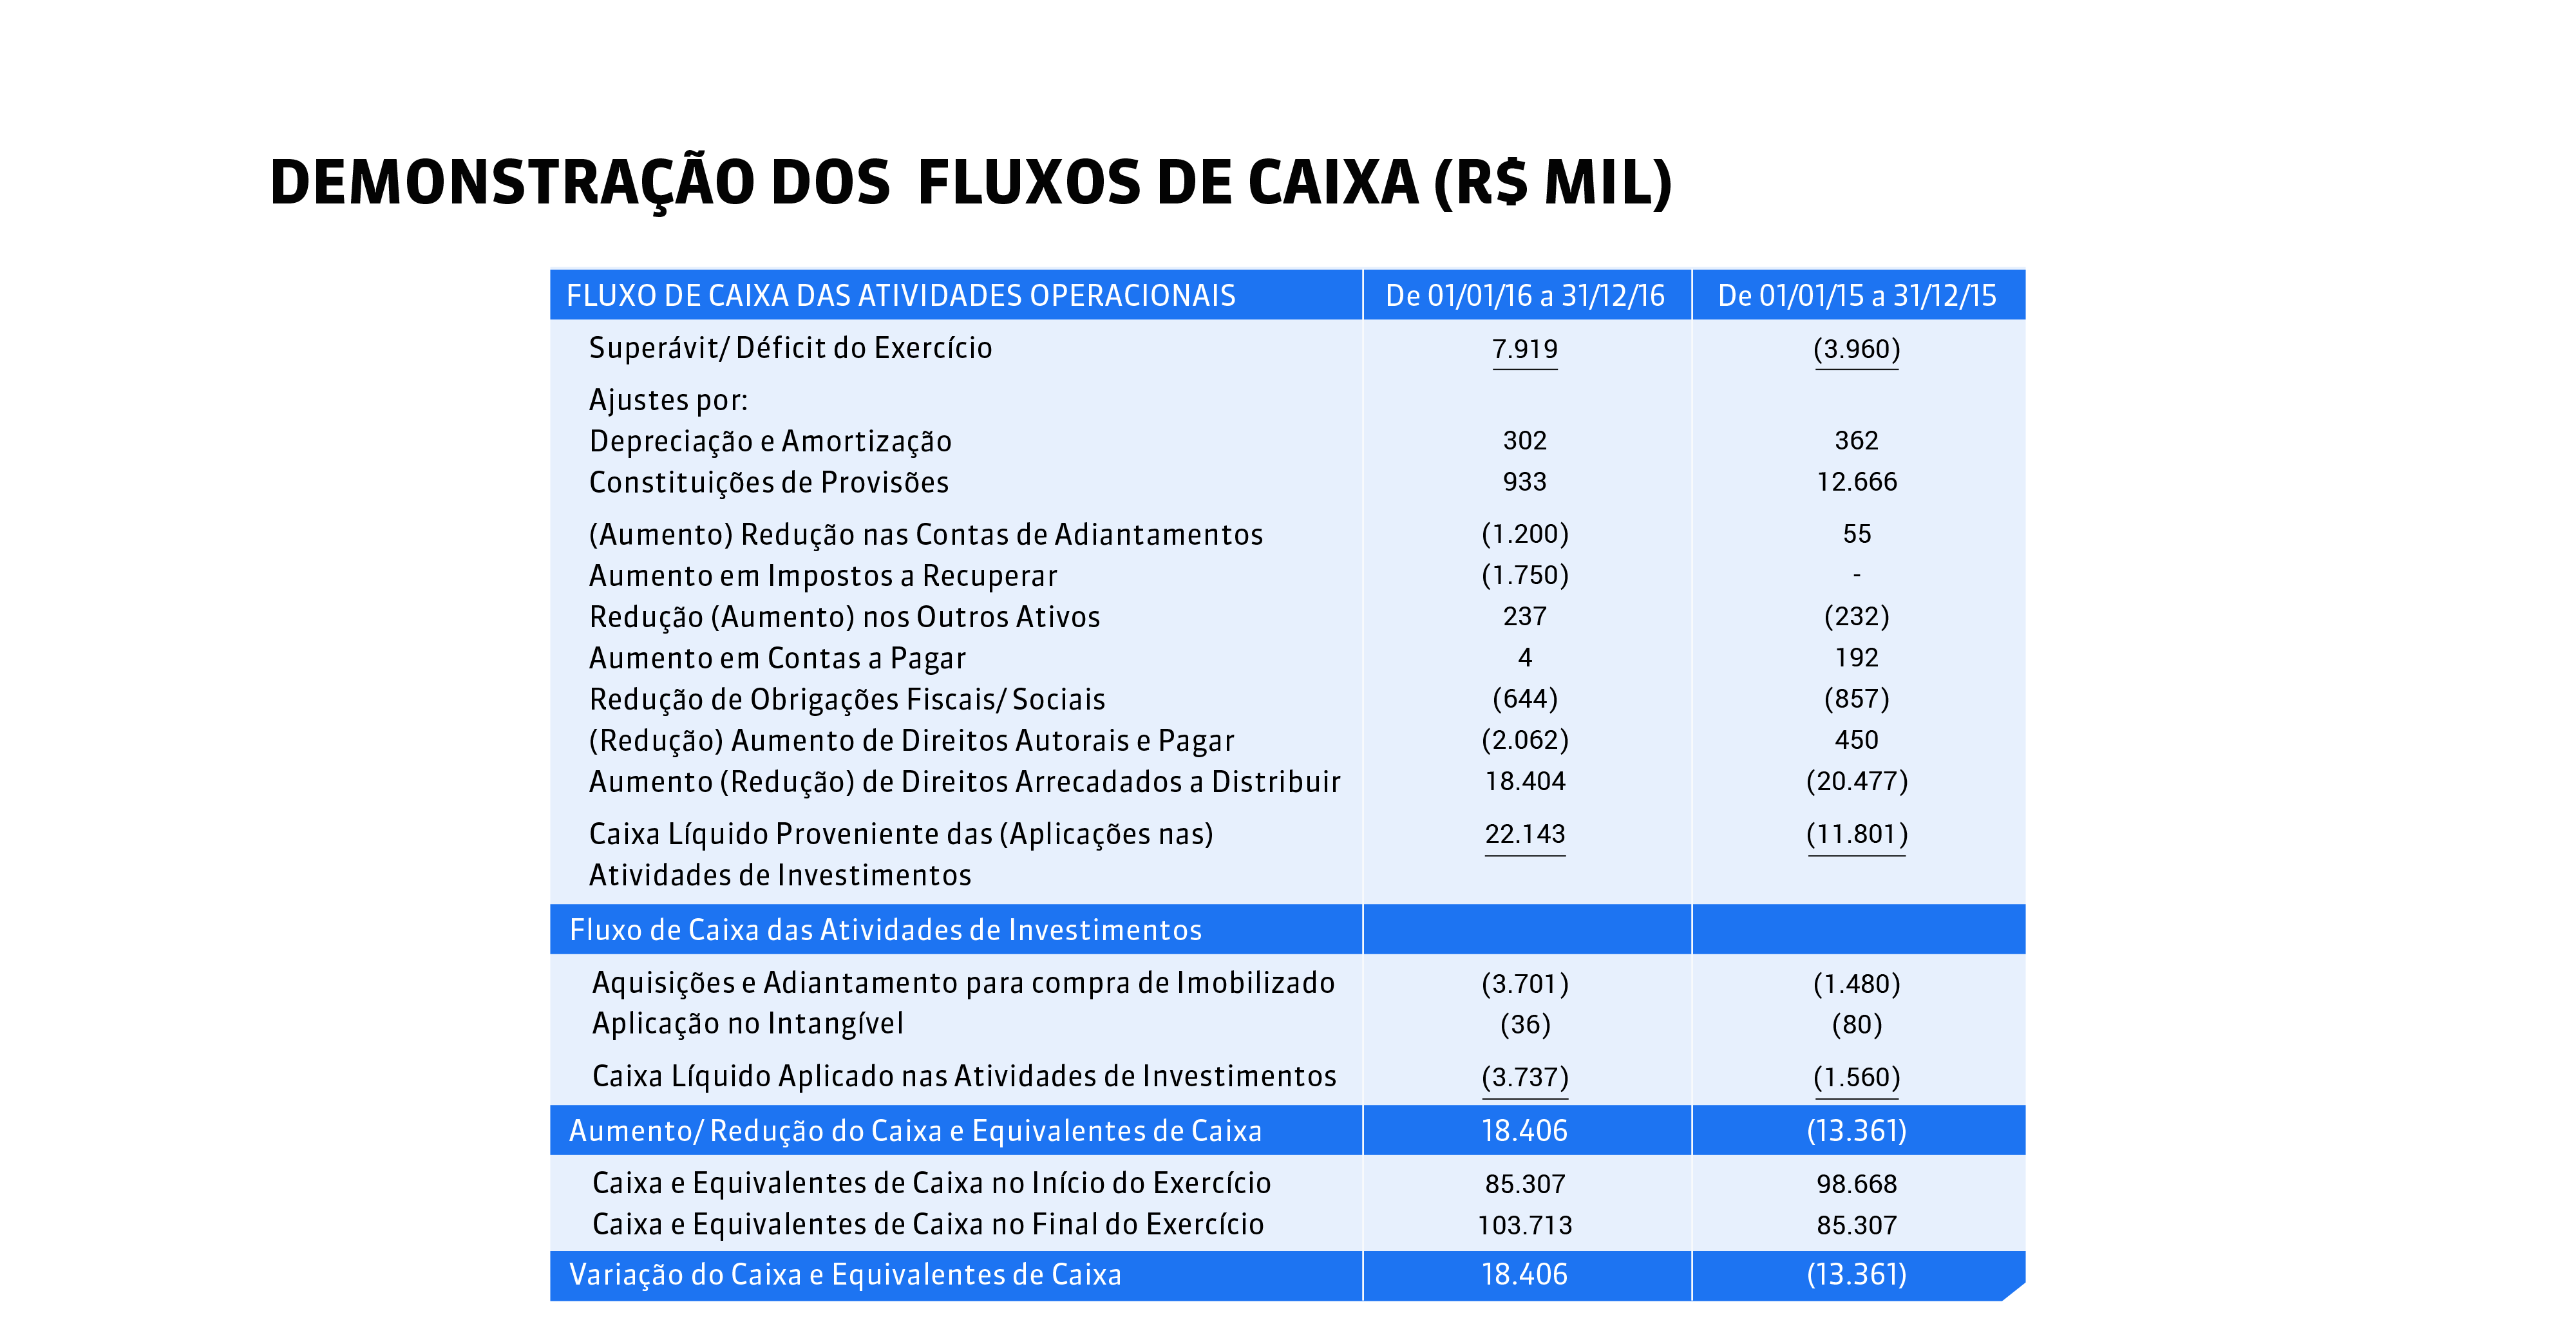 DEMONSTRAÇÃO DOS FLUXOS DE CAIXA (R$ MIL)
FLUXO DE CAIXA DAS ATIVIDADES OPERACIONAIS De 01/01/16 a 31/12/16 De 01/01/15 a 31/12/15
Superávit/ Déficit do Exercício 7.919 (3.960)
Ajustes por:
Depreciação e Amortização 302 362
Constituições de Provisões 933 12.666
(Aumento) Redução nas Contas de Adiantamentos (1.200) 55
Aumento em Impostos a Recuperar (1.750) -
Redução (Aumento) nos Outros Ativos 237 (232)
Aumento em Contas a Pagar 4 192
Redução de Obrigações Fiscais/ Sociais (644) (857)
(Redução) Aumento de Direitos Autorais e Pagar (2.062) 450
Aumento (Redução) de Direitos Arrecadados a Distribuir 18.404 (20.477)
Caixa Líquido Proveniente das (Aplicações nas) 22.143 (11.801)
Atividades de Investimentos
Fluxo de Caixa das Atividades de Investimentos
Aquisições e Adiantamento para compra de Imobilizado (3.701) (1.480)
Aplicação no Intangível (36) (80)
Caixa Líquido Aplicado nas Atividades de Investimentos (3.737) (1.560)
Aumento/ Redução do Caixa e Equivalentes de Caixa 18.406 (13.361)
Caixa e Equivalentes de Caixa no Início do Exercício 85.307 98.668
Caixa e Equivalentes de Caixa no Final do Exercício 103.713 85.307
Variação do Caixa e Equivalentes de Caixa 18.406 (13.361)